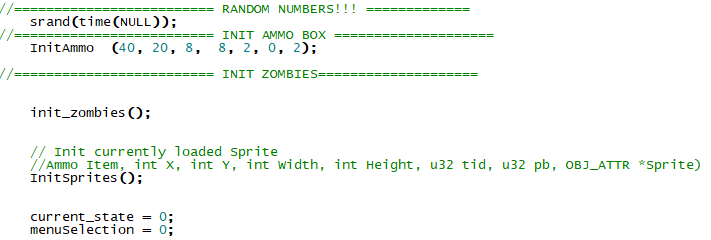 //========================= RANDOM NUMBERS!!! =============
srand(time(NULL));
//========================= INIT AMMO BOX ====================
InitAmmo (40, 20, 8, 8, 2, 0, 2);
//========================= INIT ZOMBIES====================
init_zombies();
// Init currently loaded Sprite
//Ammo Item, int X, int Y, int Width, int Height, u32 tid, u32 pb, OBJ_ATTR *Sprite)
InitSprites();
current_state = 0;
menuSelection = 0;